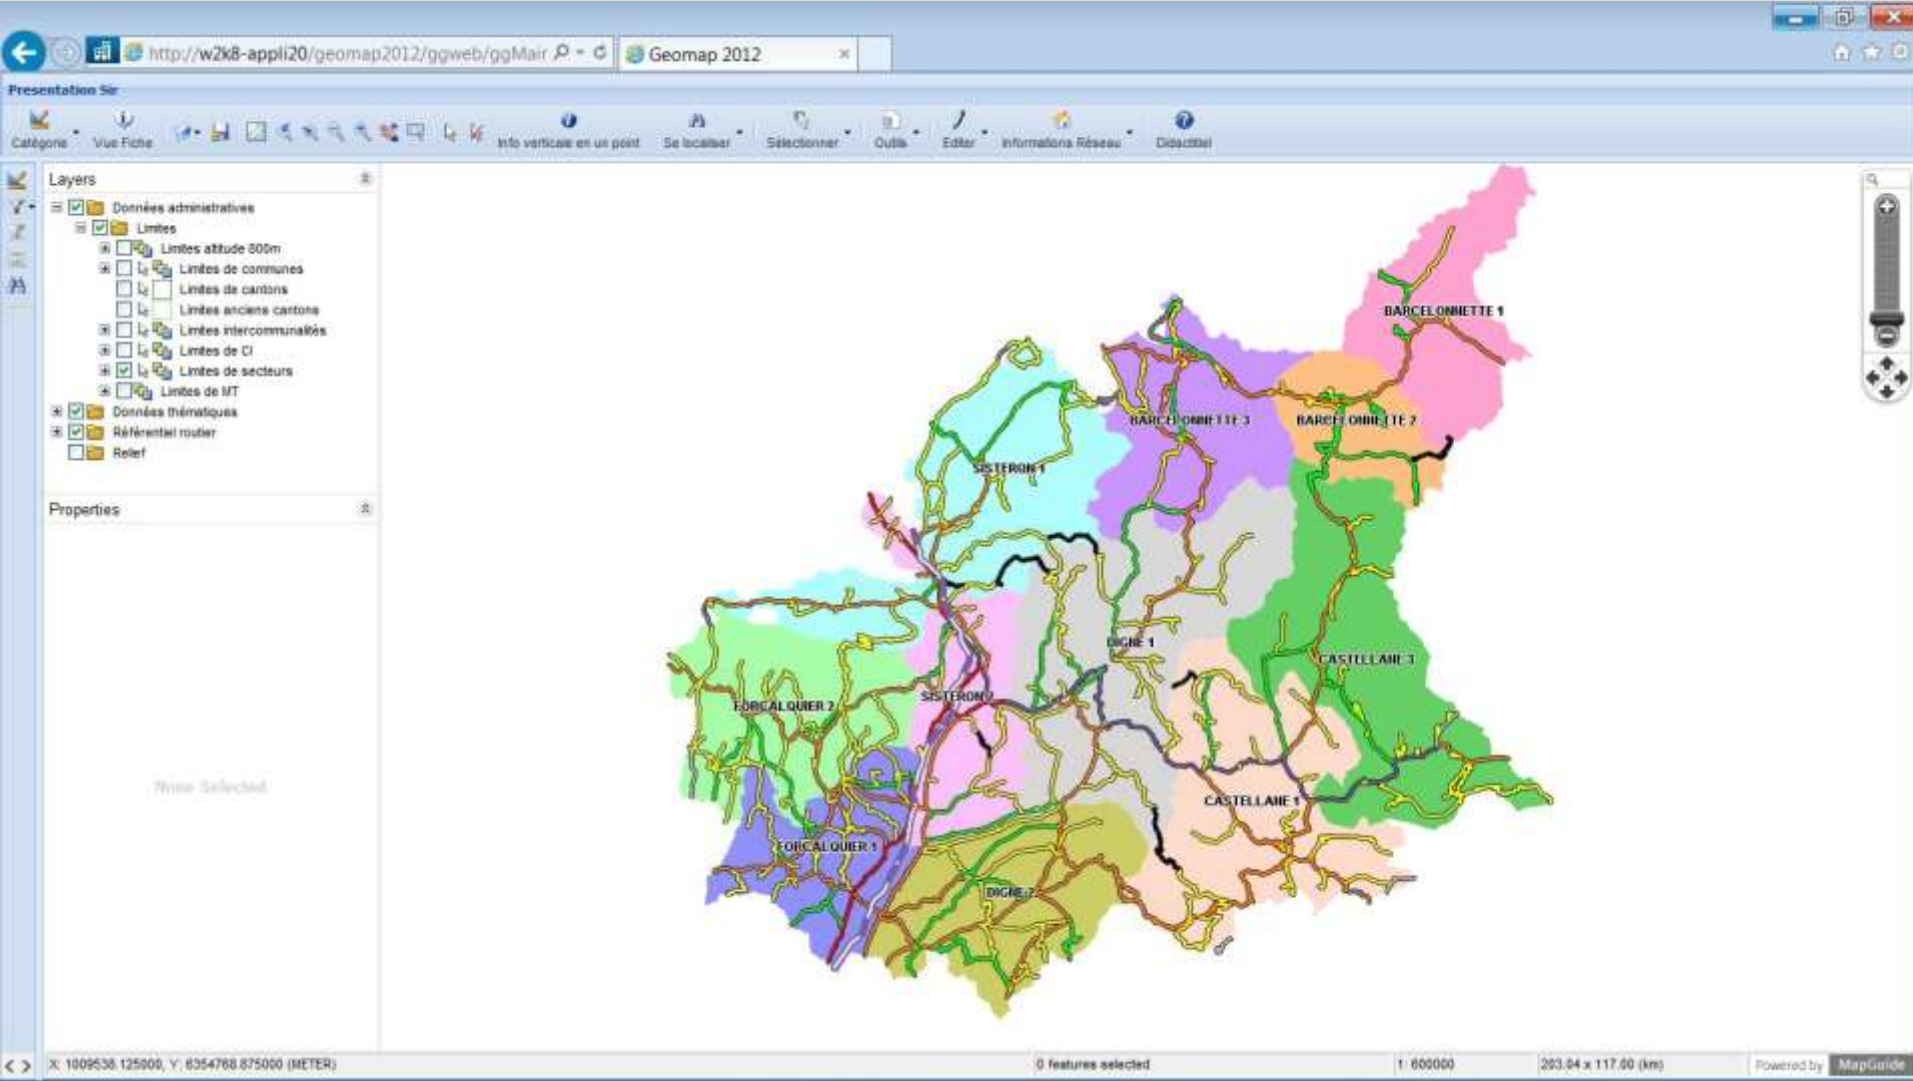 http://w2k8-appli20/geomap2012/ggweb/ggMair
Geomap 2012
Presentation Sir
Catégorie
Vue Fiche
Info verticale en un point
Se localiser
Sélectionner
Outils
Editer
Informations Réseau
Didactitiel
Layers
Données administratives
Limites
Limites altitude 800m
Limites de communes
Limites de cantons
Limites anciens cantons
Limites intercommunalités
Limites de CI
Limites de secteurs
Limites de MT
Données thématiques
Référentiel routier
Relief
Properties
None Selected
BARCELONNETTE 1
BARCELONNETTE 3
BARCELONNETTE 2
SISTERON 1
DIGNE 1
CASTELLANE 3
SISTERON 2
FORCALQUIER 2
CASTELLANE 1
FORCALQUIER 1
DIGNE 2
X: 1009538.125000, Y: 6354768.875000 (METER)
0 features selected
1: 600000
203.04 x 117.00 (km)
Powered by MapGuide